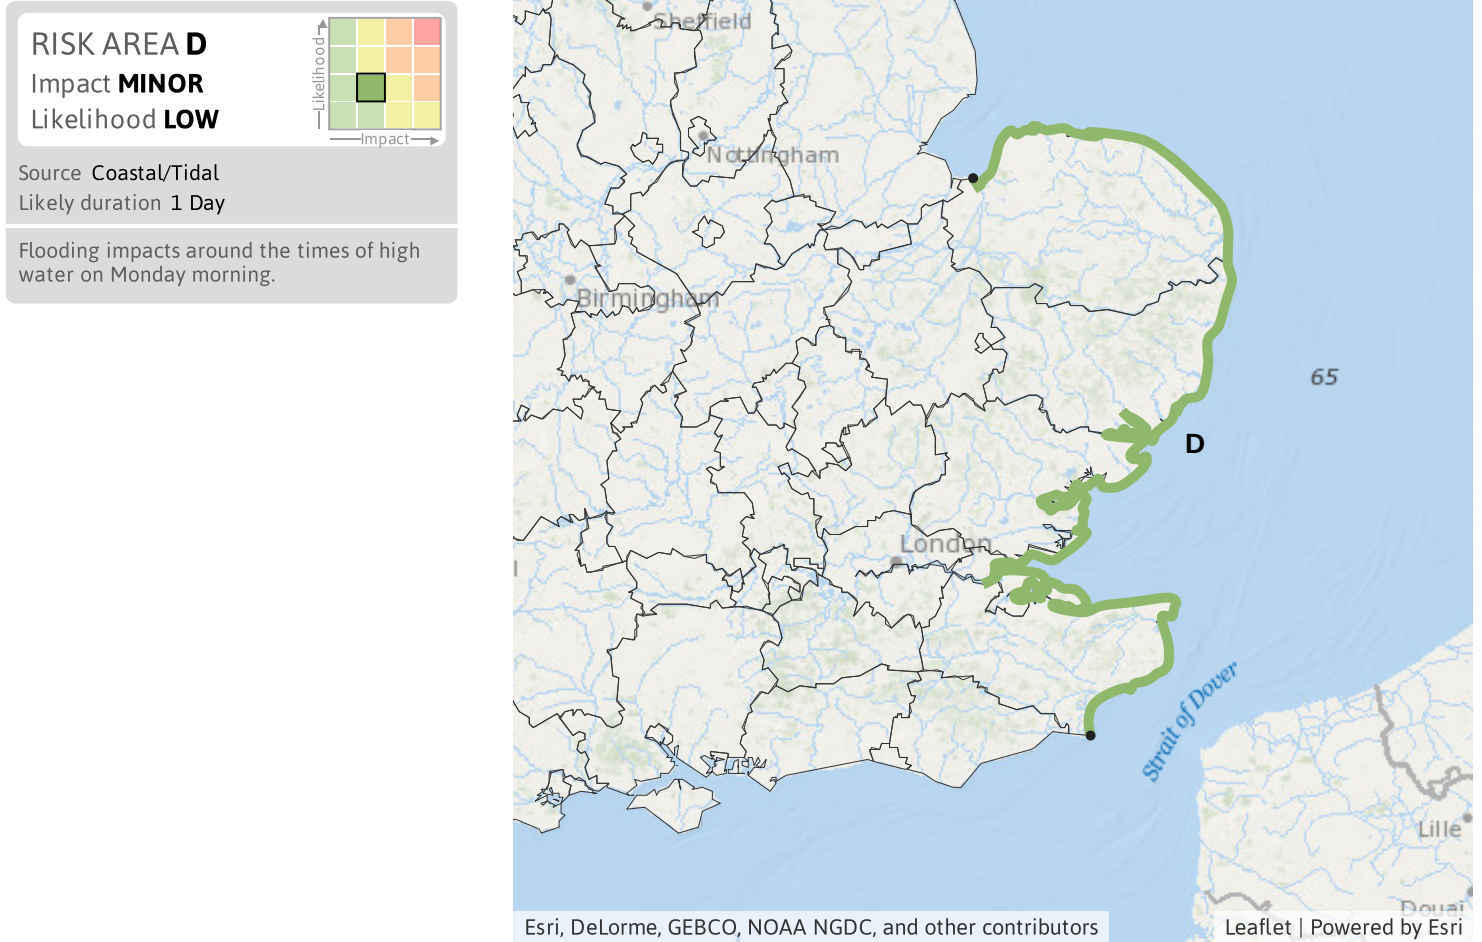 RISK AREA D
Impact MINOR
Likelihood LOW
Likelihood
Impact
Source Coastal/Tidal
Likely duration 1 Day
Flooding impacts around the times of high
water on Monday morning.
Sheffield
Nottingham
Birmingham
65
D
London
l
Strait of Dover
Lille
Douai
Esri, DeLorme, GEBCO, NOAA NGDC, and other contributors
Leaflet | Powered by Esri